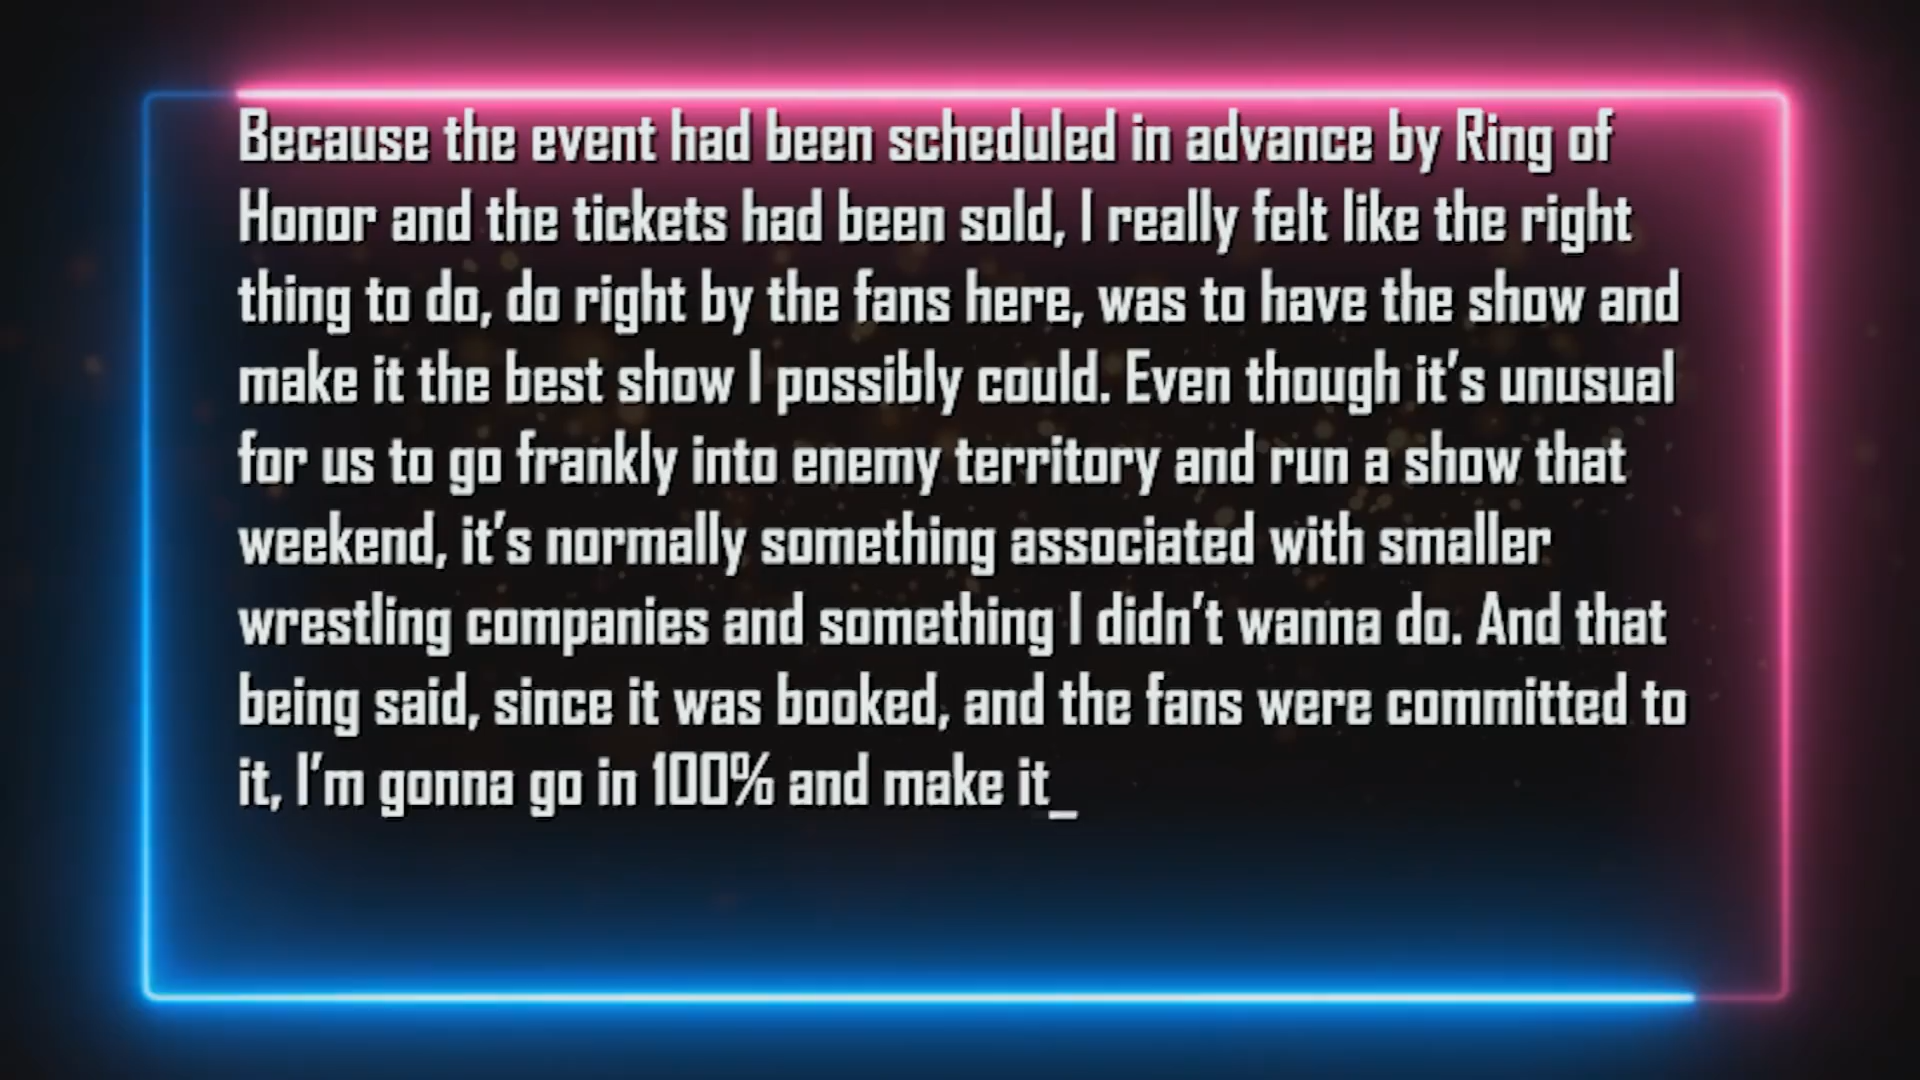 Because the event had been scheduled in advance by Ring of
Honor and the tickets had been sold, I really felt like the right
thing to do, do right by the fans here, was to have the show and
make it the best show I possibly could. Even though it's unusual
for us to go frankly into enemy territory and run a show that
weekend, it's normally something associated with smaller
wrestling companies and something I didn't wanna do. And that
being said, since it was booked, and the fans were committed to
it, I'm gonna go in 100% and make it_